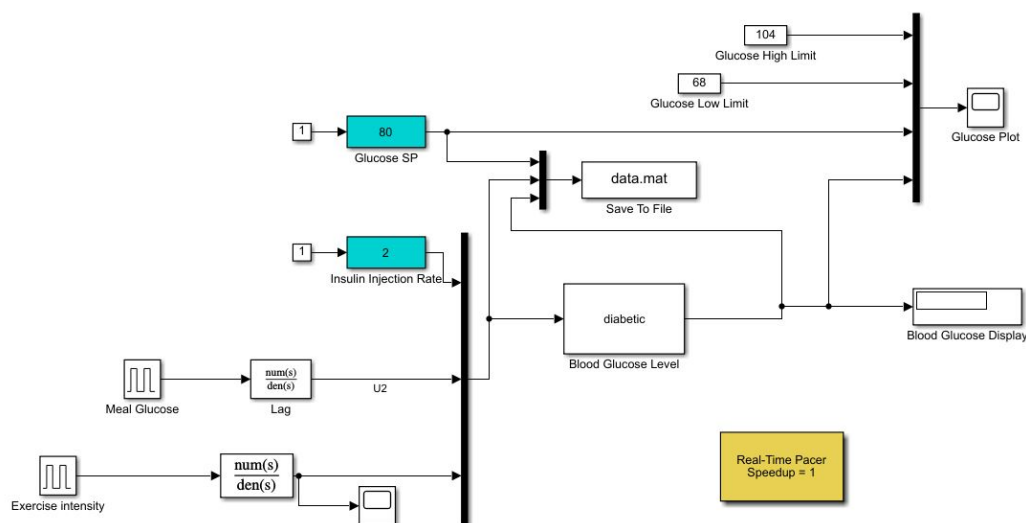 104
Glucose High Limit
68
Glucose Low Limit
Glucose Plot
1
80
Glucose SP
data.mat
Save To File
1
2
Insulin Injection Rate
diabetic
Blood Glucose Level
Blood Glucose Display
Meal Glucose
num(s)
den(s)
Lag
U2
Real-Time Pacer
Speedup = 1
Exercise intensity
num(s)
den(s)